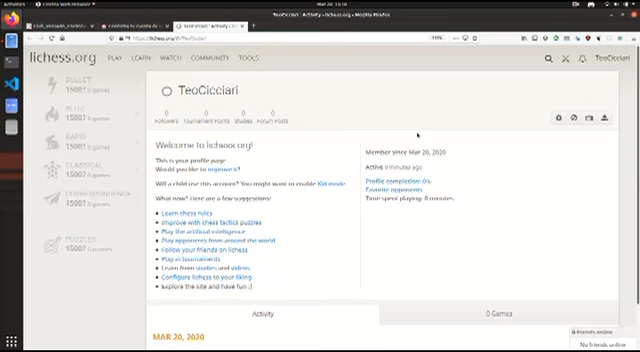 TeoCicciari • Activity • lichess.org - Mozilla Firefox
lichess.org
PLAY LEARN WATCH COMMUNITY TOOLS
TeoCicciari
BULLET
1500? 0 games
BLITZ
1500? 0 games
RAPID
1500? 0 games
CLASSICAL
1500? 0 games
CORRESPONDENCE
1500? 0 games
PUZZLES
1500? 0 games
TeoCicciari
0 0 0 0
Followers Tournament Points Studies Forum Posts
Welcome to lichess.org!
This is your profile page.
Would you like to improve it?
Will a child use this account? You might want to enable Kid mode.
What now? Here are a few suggestions:
Learn chess rules
Improve with chess tactics puzzles
Play the artificial intelligence
Play opponents from around the world
Follow your friends on lichess
Play in tournaments
Learn from studies and videos
Configure lichess to your liking
Explore the site and have fun :)
Member since Mar 20, 2020
Active 9 minutes ago
Profile completion: 0%
Favorite opponents
Time spent playing: 0 minutes
Activity
0 Games
MAR 20, 2020
0 friends online
No friends online